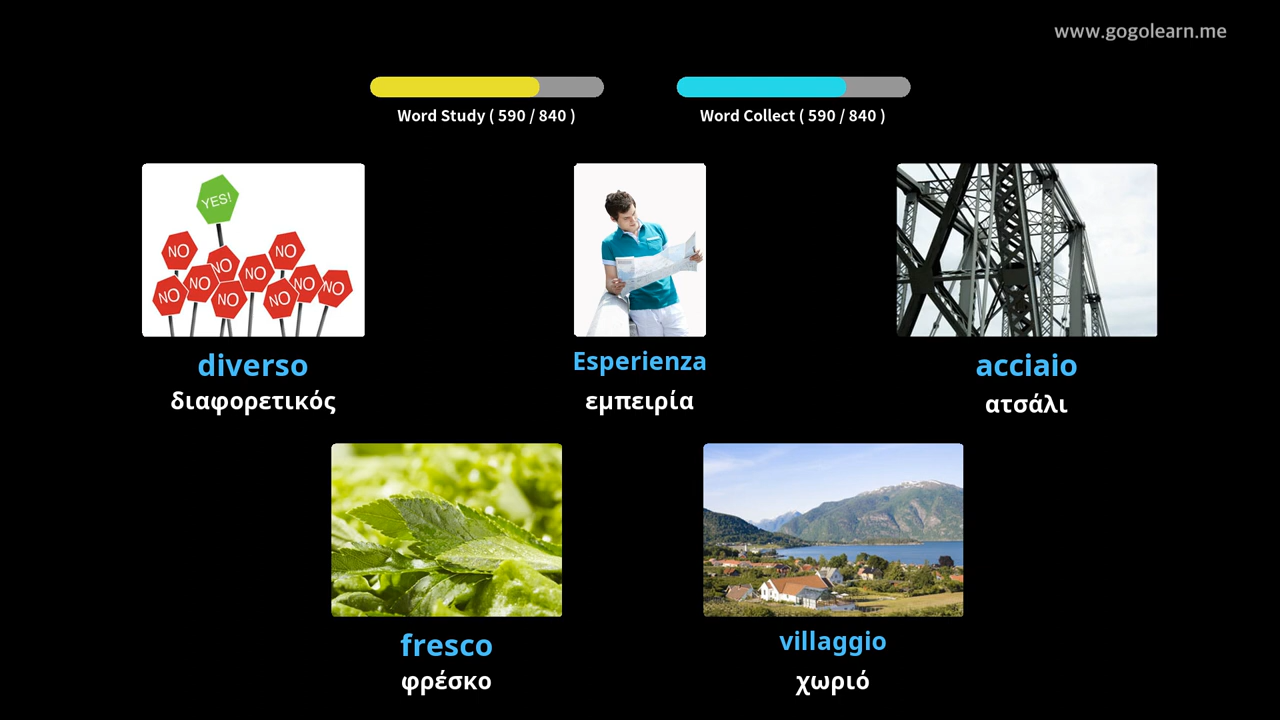 www.gogolearn.me
Word Study ( 590 / 840 )
Word Collect ( 590 / 840 )
YES!
NO
NO
NO
NO
NO
NO
NO
NO
NO
NO
diverso
διαφορετικός
Esperienza
εμπειρία
acciaio
ατσάλι
fresco
φρέσκο
villaggio
χωριό